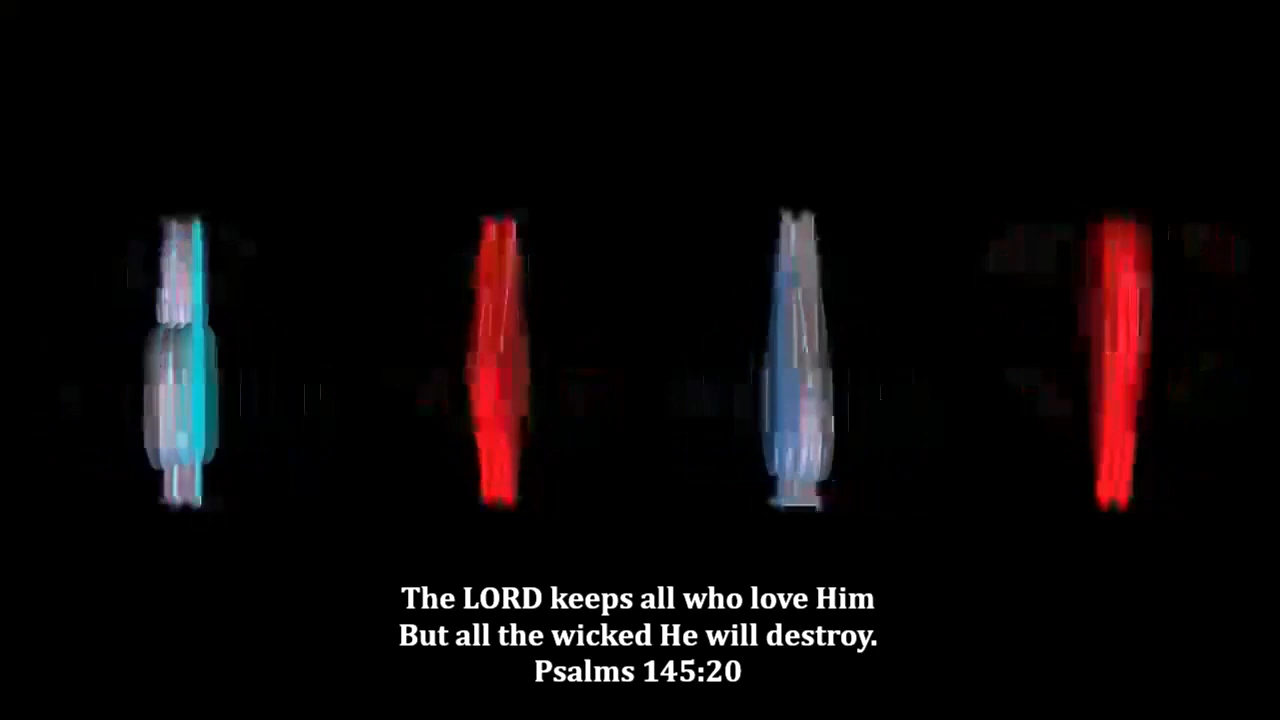 The LORD keeps all who love Him
But all the wicked He will destroy.
Psalms 145:20